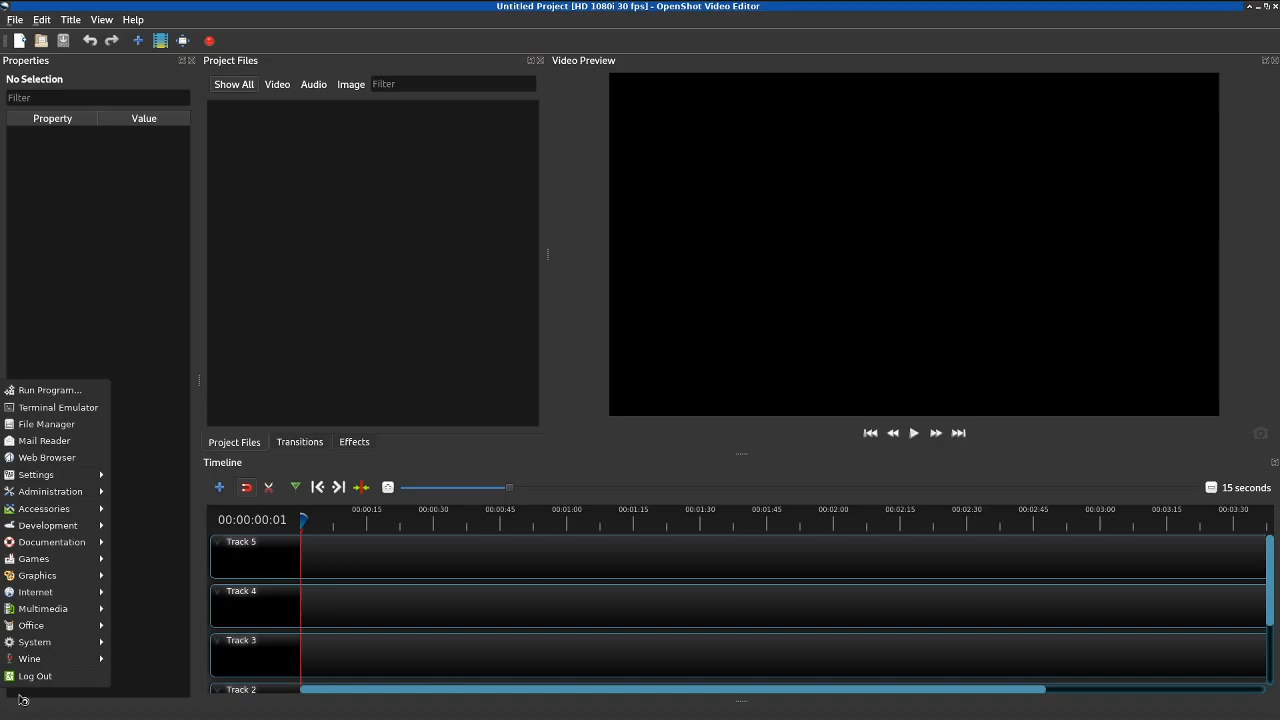 Untitled Project [HD 1080i 30 fps] - OpenShot Video Editor
File Edit Title View Help
Properties
No Selection
Filter
Property Value
Project Files
Show All Video Audio Image Filter
Video Preview
Project Files Transitions Effects
Timeline
15 seconds
00:00:00:01
00:00:15 00:00:30 00:00:45 00:01:00 00:01:15 00:01:30 00:01:45 00:02:00 00:02:15 00:02:30 00:02:45 00:03:00 00:03:15 00:03:30
Track 5
Track 4
Track 3
Track 2
Run Program...
Terminal Emulator
File Manager
Mail Reader
Web Browser
Settings
Administration
Accessories
Development
Documentation
Games
Graphics
Internet
Multimedia
Office
System
Wine
Log Out